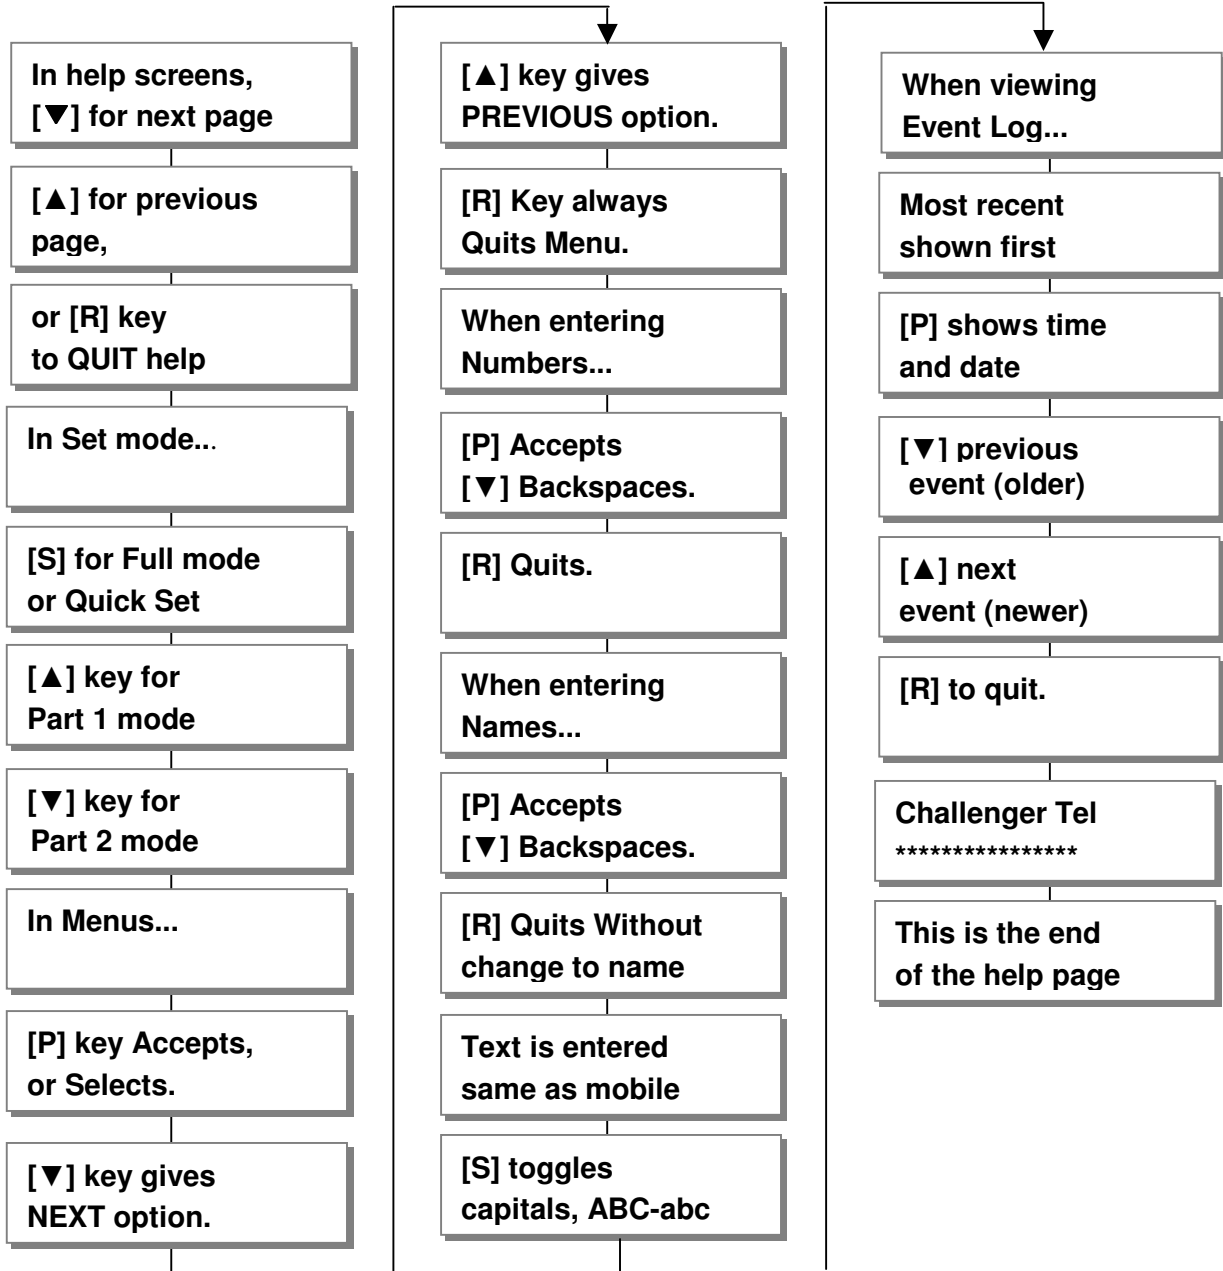 In help screens,
[▼] for next page
[▲] for previous
page,
or [R] key
to QUIT help
In Set mode...
[S] for Full mode
or Quick Set
[▲] key for
Part 1 mode
[▼] key for
Part 2 mode
In Menus...
[P] key Accepts,
or Selects.
[▼] key gives
NEXT option.
[▲] key gives
PREVIOUS option.
[R] Key always
Quits Menu.
When entering
Numbers...
[P] Accepts
[▼] Backspaces.
[R] Quits.
When entering
Names...
[P] Accepts
[▼] Backspaces.
[R] Quits Without
change to name
Text is entered
same as mobile
[S] toggles
capitals, ABC-abc
When viewing
Event Log...
Most recent
shown first
[P] shows time
and date
[▼] previous
event (older)
[▲] next
event (newer)
[R] to quit.
Challenger Tel
****************
This is the end
of the help page